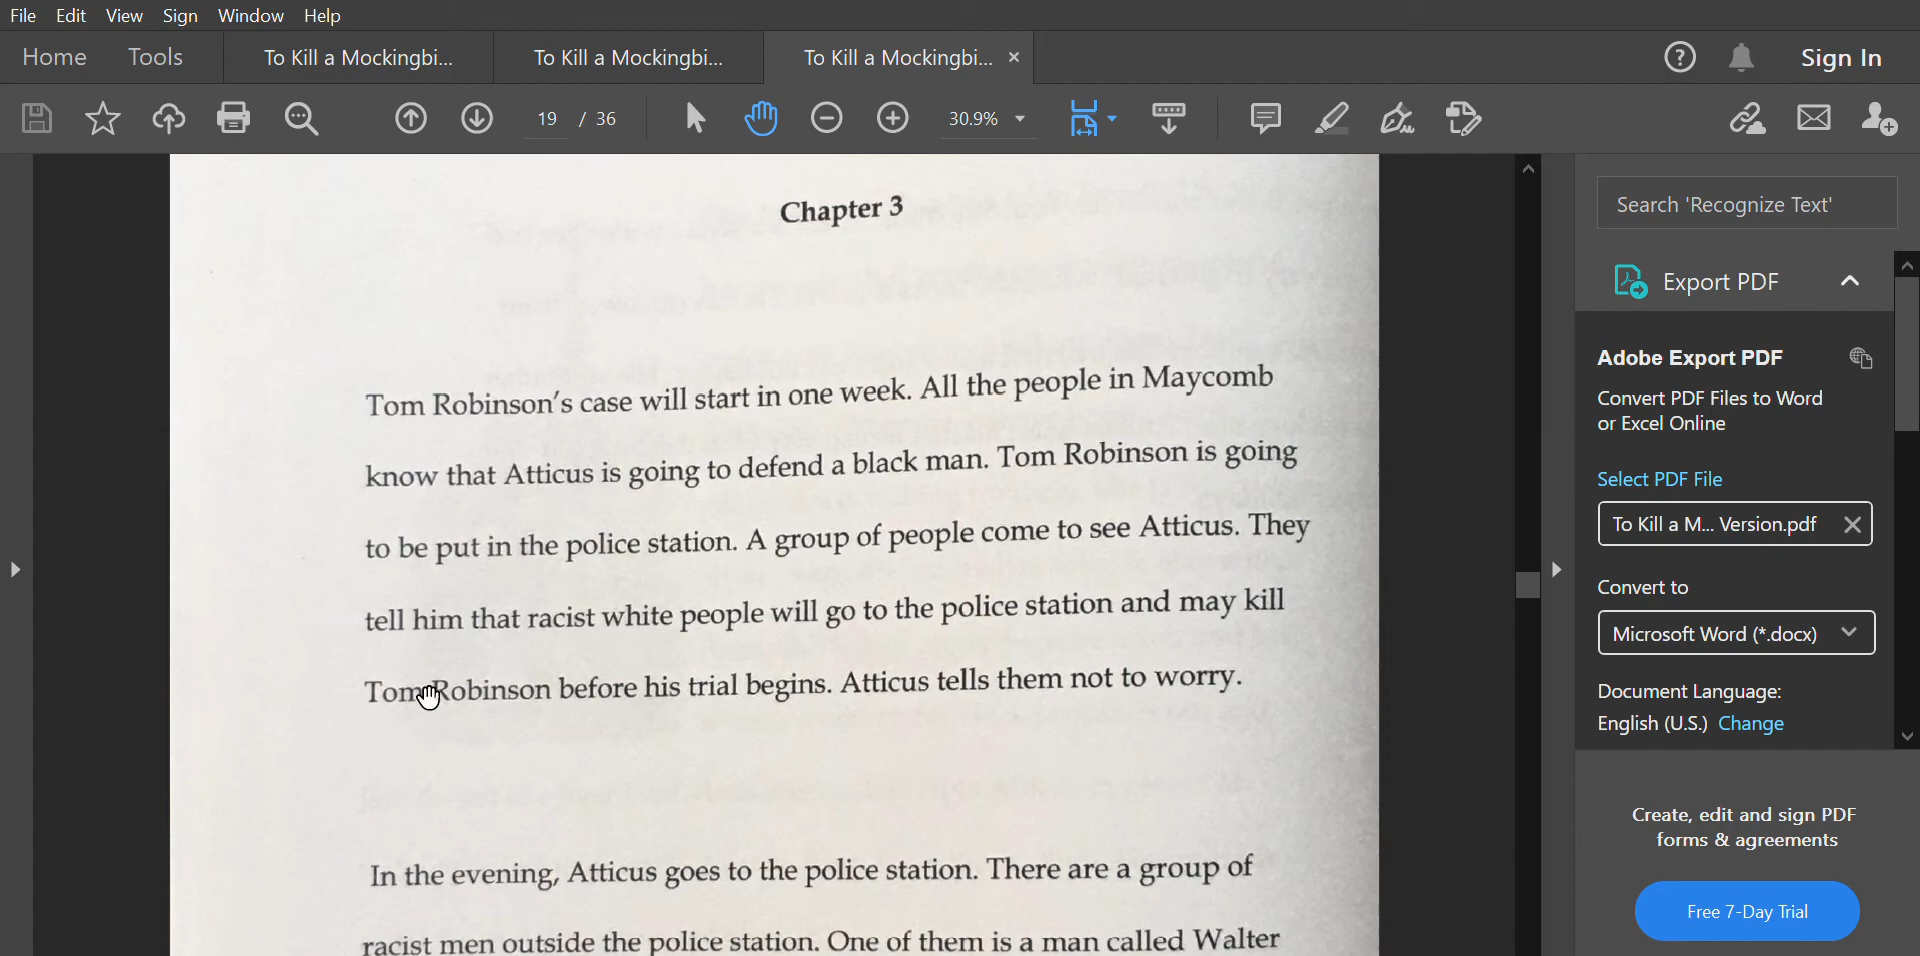 File Edit View Sign Window Help
Home Tools To Kill a Mockingbi... To Kill a Mockingbi... To Kill a Mockingbi... × ? Sign In
19 / 36 30.9%
Chapter 3
Tom Robinson's case will start in one week. All the people in Maycomb
know that Atticus is going to defend a black man. Tom Robinson is going
to be put in the police station. A group of people come to see Atticus. They
tell him that racist white people will go to the police station and may kill
Tom Robinson before his trial begins. Atticus tells them not to worry.
In the evening, Atticus goes to the police station. There are a group of
racist men outside the police station. One of them is a man called Walter
Search 'Recognize Text'
Export PDF
Adobe Export PDF
Convert PDF Files to Word
or Excel Online
Select PDF File
To Kill a M... Version.pdf
Convert to
Microsoft Word (*.docx)
Document Language:
English (U.S.) Change
Create, edit and sign PDF
forms & agreements
Free 7-Day Trial